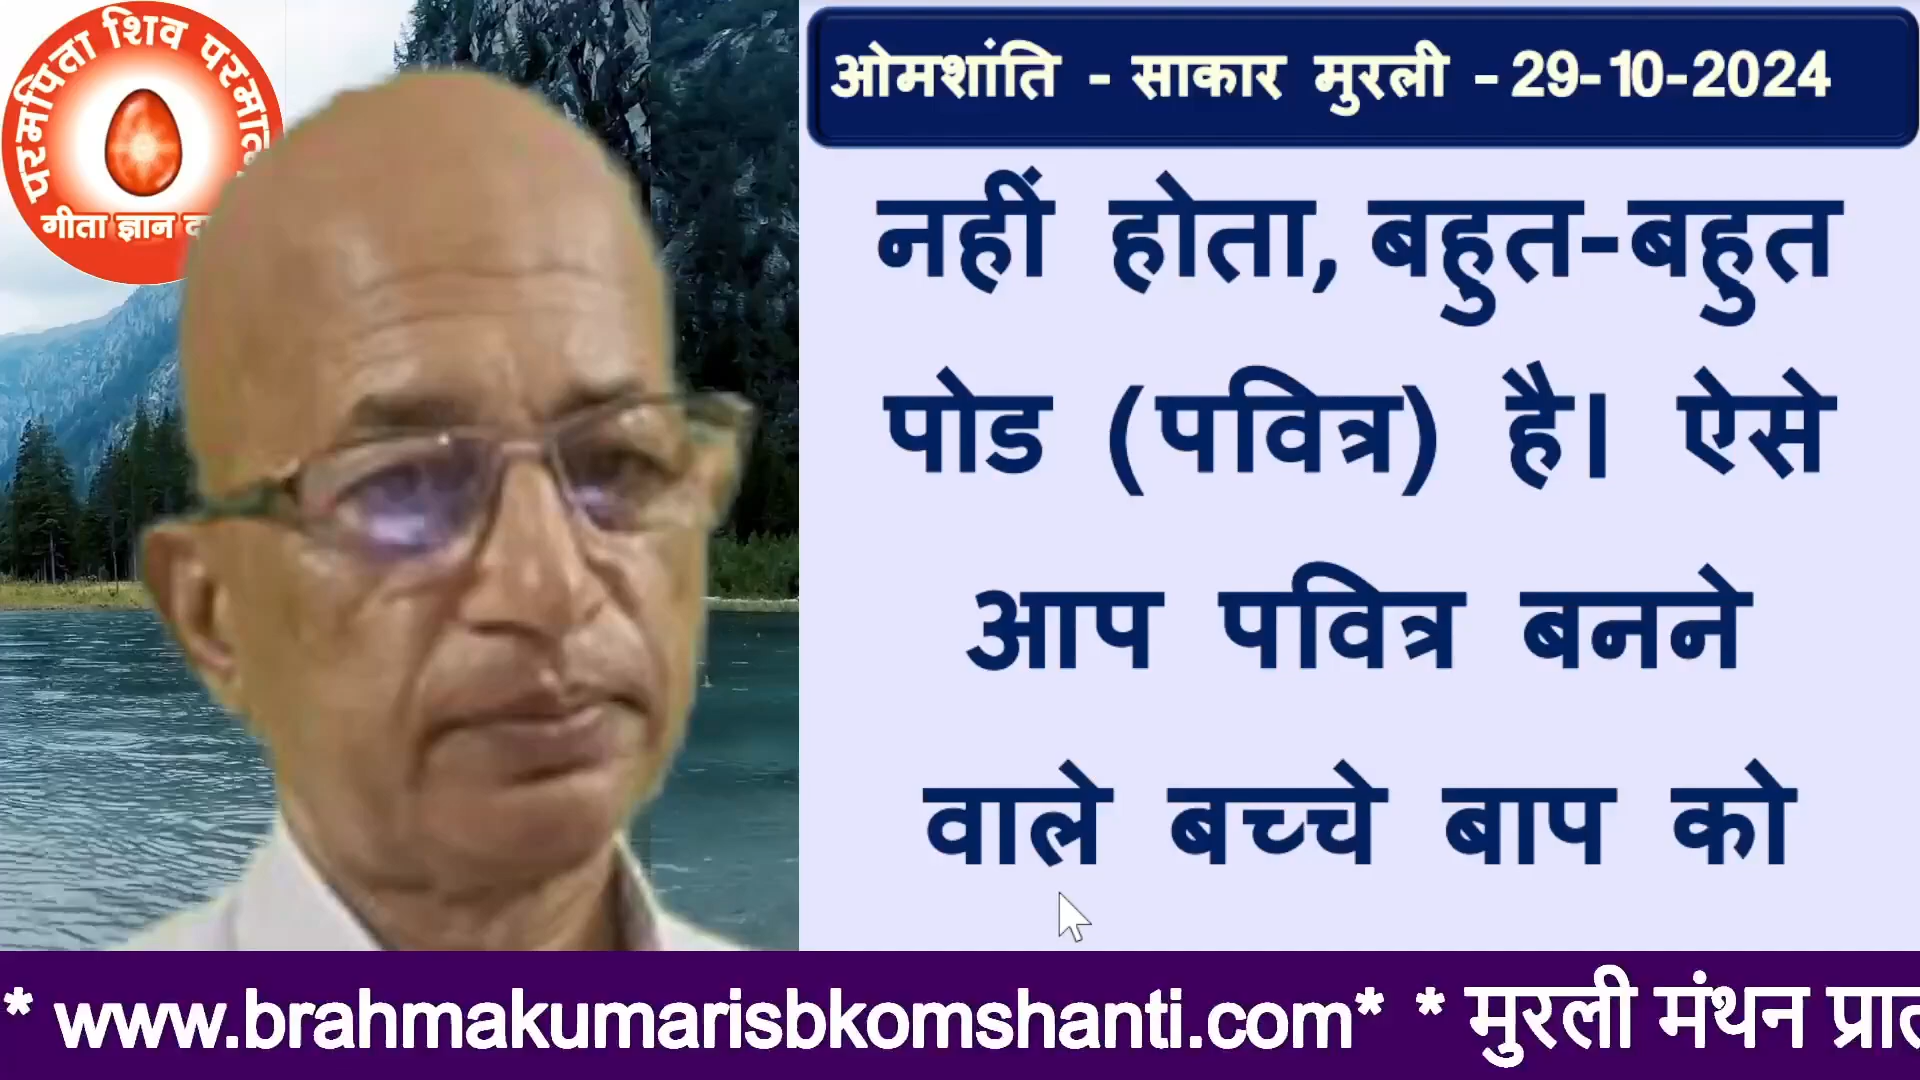 परमपिता शिव
गीता ज्ञान
ओमशांति - साकार मुरली - 29-10-2024
नहीं होता, बहुत-बहुत
पोड (पवित्र) है। ऐसे
आप पवित्र बनने
वाले बच्चे बाप को
* www.brahmakumarisbkomshanti.com* * मुरली मंथन